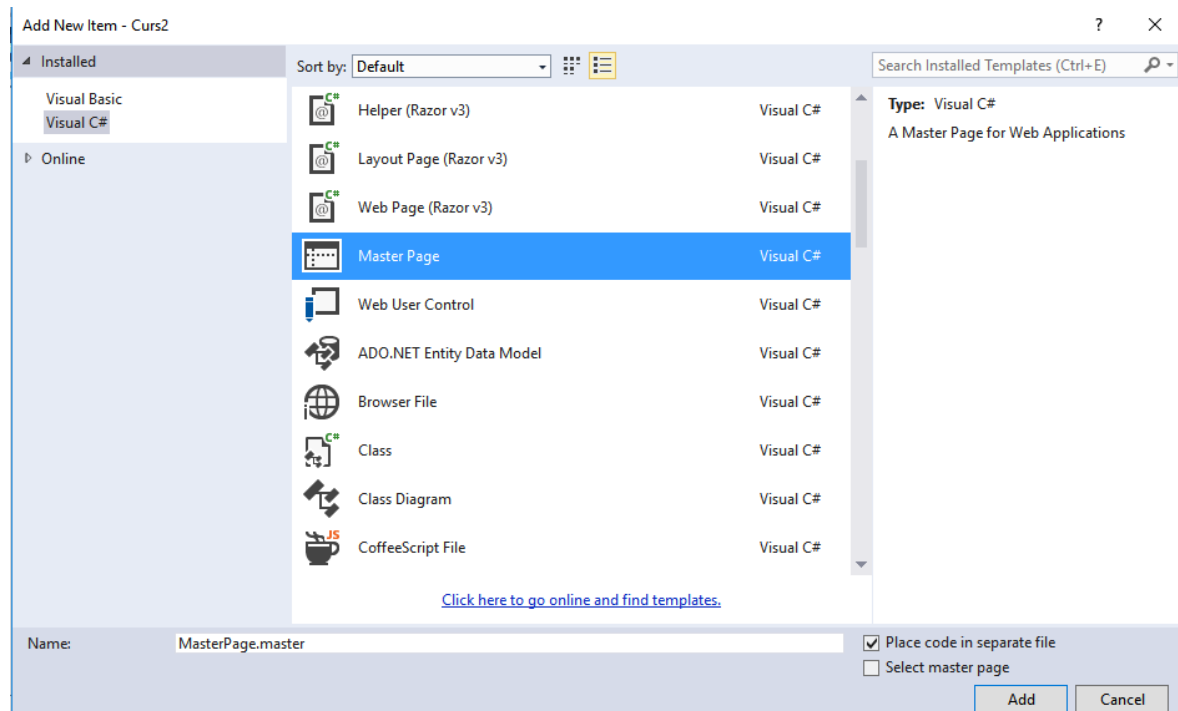 Add New Item - Curs2
?
Installed
Sort by: Default
Search Installed Templates (Ctrl+E)
Visual Basic
Visual C#
Online
C#
@
Helper (Razor v3) Visual C#
C#
@
Layout Page (Razor v3) Visual C#
C#
@
Web Page (Razor v3) Visual C#
Master Page Visual C#
Web User Control Visual C#
ADO.NET Entity Data Model Visual C#
Browser File Visual C#
C#
Class Visual C#
Class Diagram Visual C#
JS
CoffeeScript File Visual C#
Click here to go online and find templates.
Type: Visual C#
A Master Page for Web Applications
Name: MasterPage.master
Place code in separate file
Select master page
Add Cancel